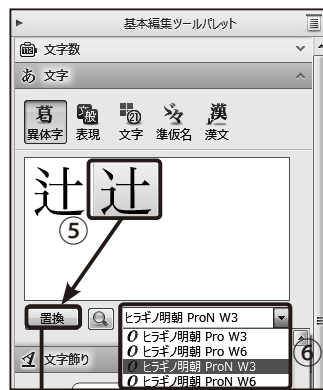 基本編集ツールパレット
文字数
あ 文字
葛 般 ㉑ 々 漢
異体字 表現 文字 準仮名 漢文
辻 辻
⑤
置換 ヒラギノ明朝 ProN W3
O ヒラギノ明朝 Pro W3
O ヒラギノ明朝 Pro W6
⑥
O ヒラギノ明朝 ProN W3
O ヒラギノ明朝 ProN W6
文字飾り